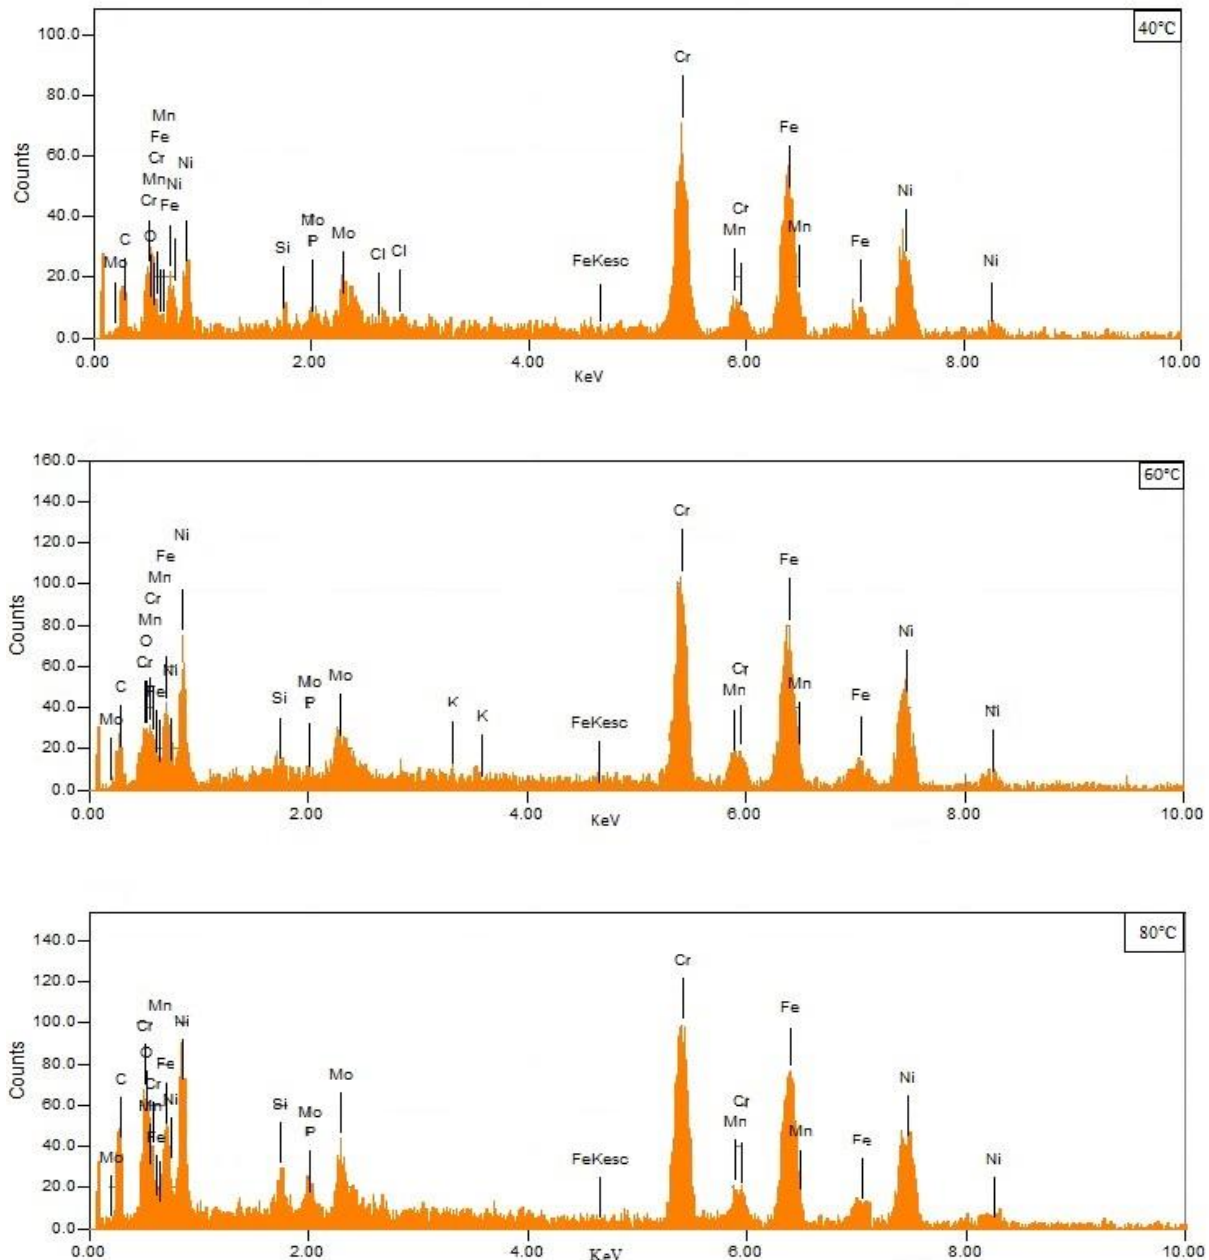 40°C
100.0
80.0
60.0
40.0
20.0
0.0
Counts
Cr
Mn
Fe
Cr
Mn
Cr
O
Ni
Ni
Fe
C
Mo
Si
Mo
P
Mo
Cl
Cl
FeKesc
Cr
Mn
Fe
Mn
Fe
Ni
Ni
0.00 2.00 4.00 6.00 8.00 10.00
KeV
60°C
160.0
140.0
120.0
100.0
80.0
60.0
40.0
20.0
0.0
Counts
Ni
Fe
Mn
Cr
Mn
O
Cr
Ni
Fe
C
Mo
Si
Mo
P
Mo
K
K
FeKesc
Cr
Cr
Mn
Fe
Mn
Fe
Ni
Ni
0.00 2.00 4.00 6.00 8.00 10.00
KeV
80°C
140.0
120.0
100.0
80.0
60.0
40.0
20.0
0.0
Counts
Mn
Cr
Ni
O
Fe
Cr
Ni
Mn
Fe
C
Mo
Si
Mo
P
Mo
FeKesc
Cr
Cr
Mn
Fe
Mn
Fe
Ni
Ni
0.00 2.00 4.00 6.00 8.00 10.00
KeV